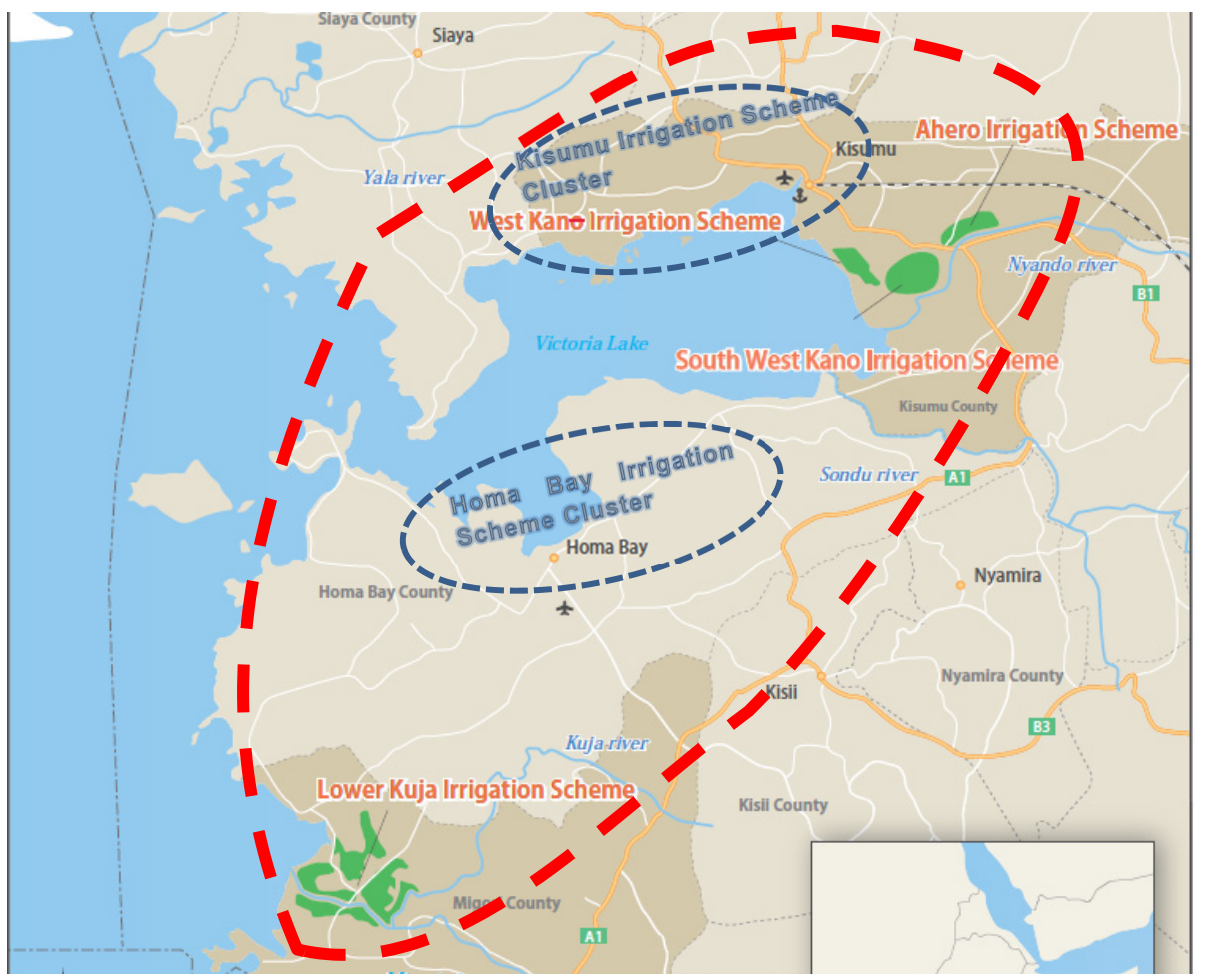 Siaya County
Siaya
Kisumu Irrigation Scheme
Cluster
Kisumu
Ahero Irrigation Scheme
Yala river
West Kano Irrigation Scheme
Nyando river
B1
Victoria Lake
South West Kano Irrigation Scheme
Kisumu County
Homa Bay Irrigation
Scheme Cluster
Sondu river
A1
Homa Bay
Nyamira
Homa Bay County
Nyamira County
Kisii
B3
Kuja river
Lower Kuja Irrigation Scheme
Kisii County
Migori County
A1